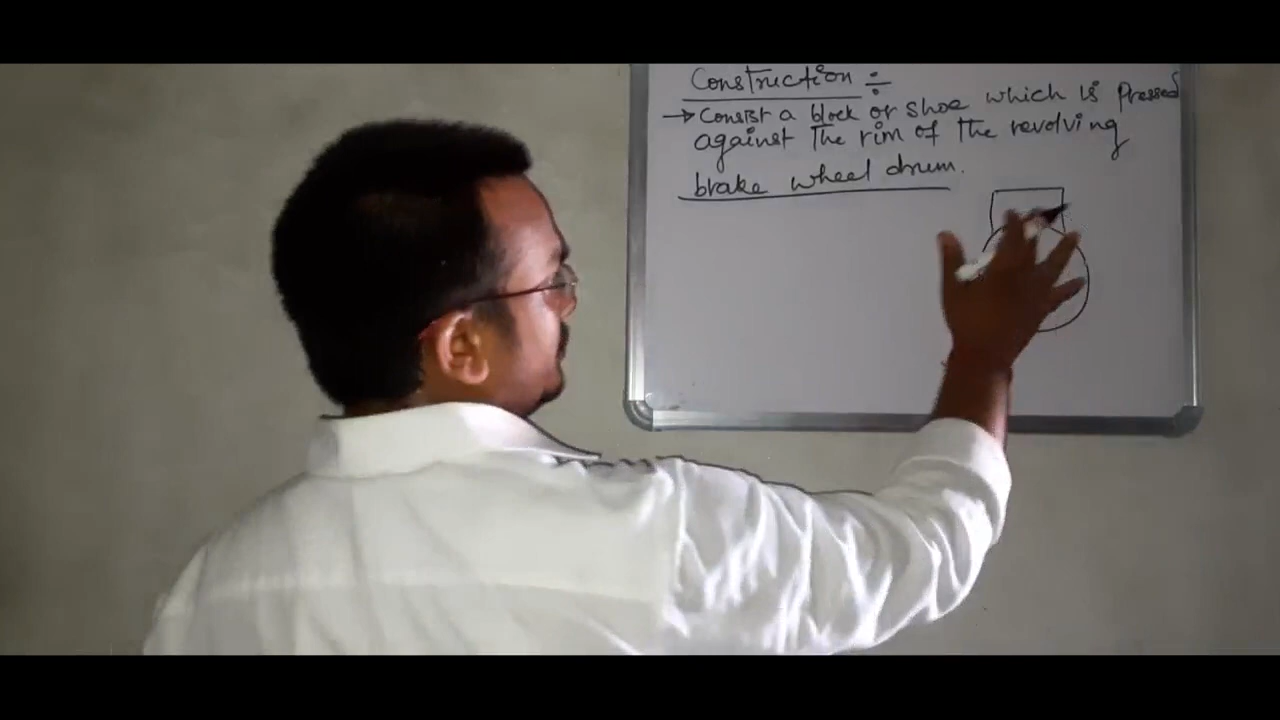 Construction :-
→ Consist a block or shoe which is pressed
against the rim of the revolving
brake wheel drum.